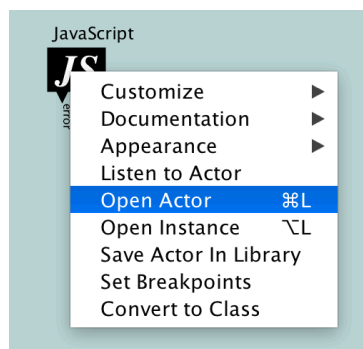 JavaScript
JS
error
Customize ▶
Documentation ▶
Appearance ▶
Listen to Actor
Open Actor ⌘L
Open Instance ⌥L
Save Actor In Library
Set Breakpoints
Convert to Class